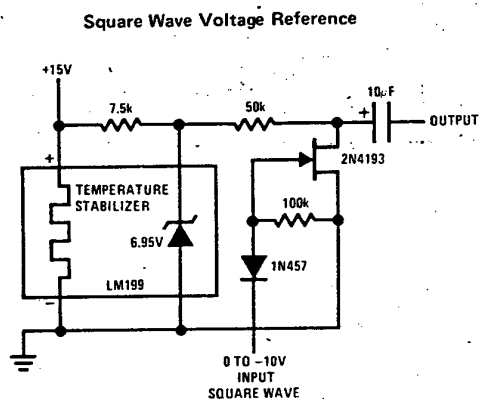 Square Wave Voltage Reference
+15V
7.5k
50k
10µF
+
OUTPUT
2N4193
+
TEMPERATURE
STABILIZER
6.95V
100k
1N457
LM199
−
0 TO −10V
INPUT
SQUARE WAVE